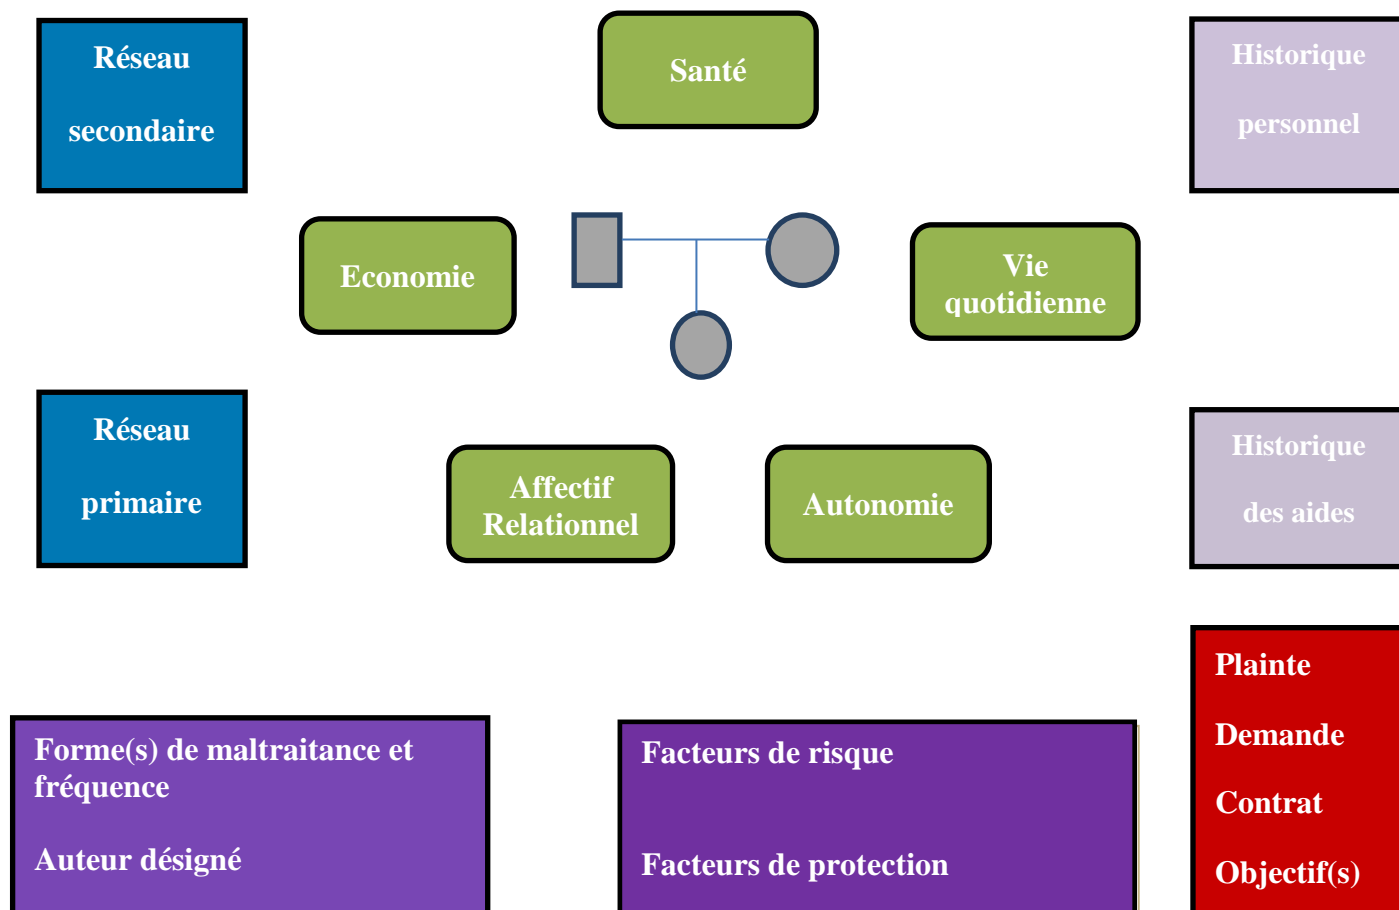 Réseau
secondaire
Santé
Historique
personnel
Economie
Vie
quotidienne
Réseau
primaire
Affectif
Relationnel
Autonomie
Historique
des aides
Forme(s) de maltraitance et
fréquence
Auteur désigné
Facteurs de risque
Facteurs de protection
Plainte
Demande
Contrat
Objectif(s)